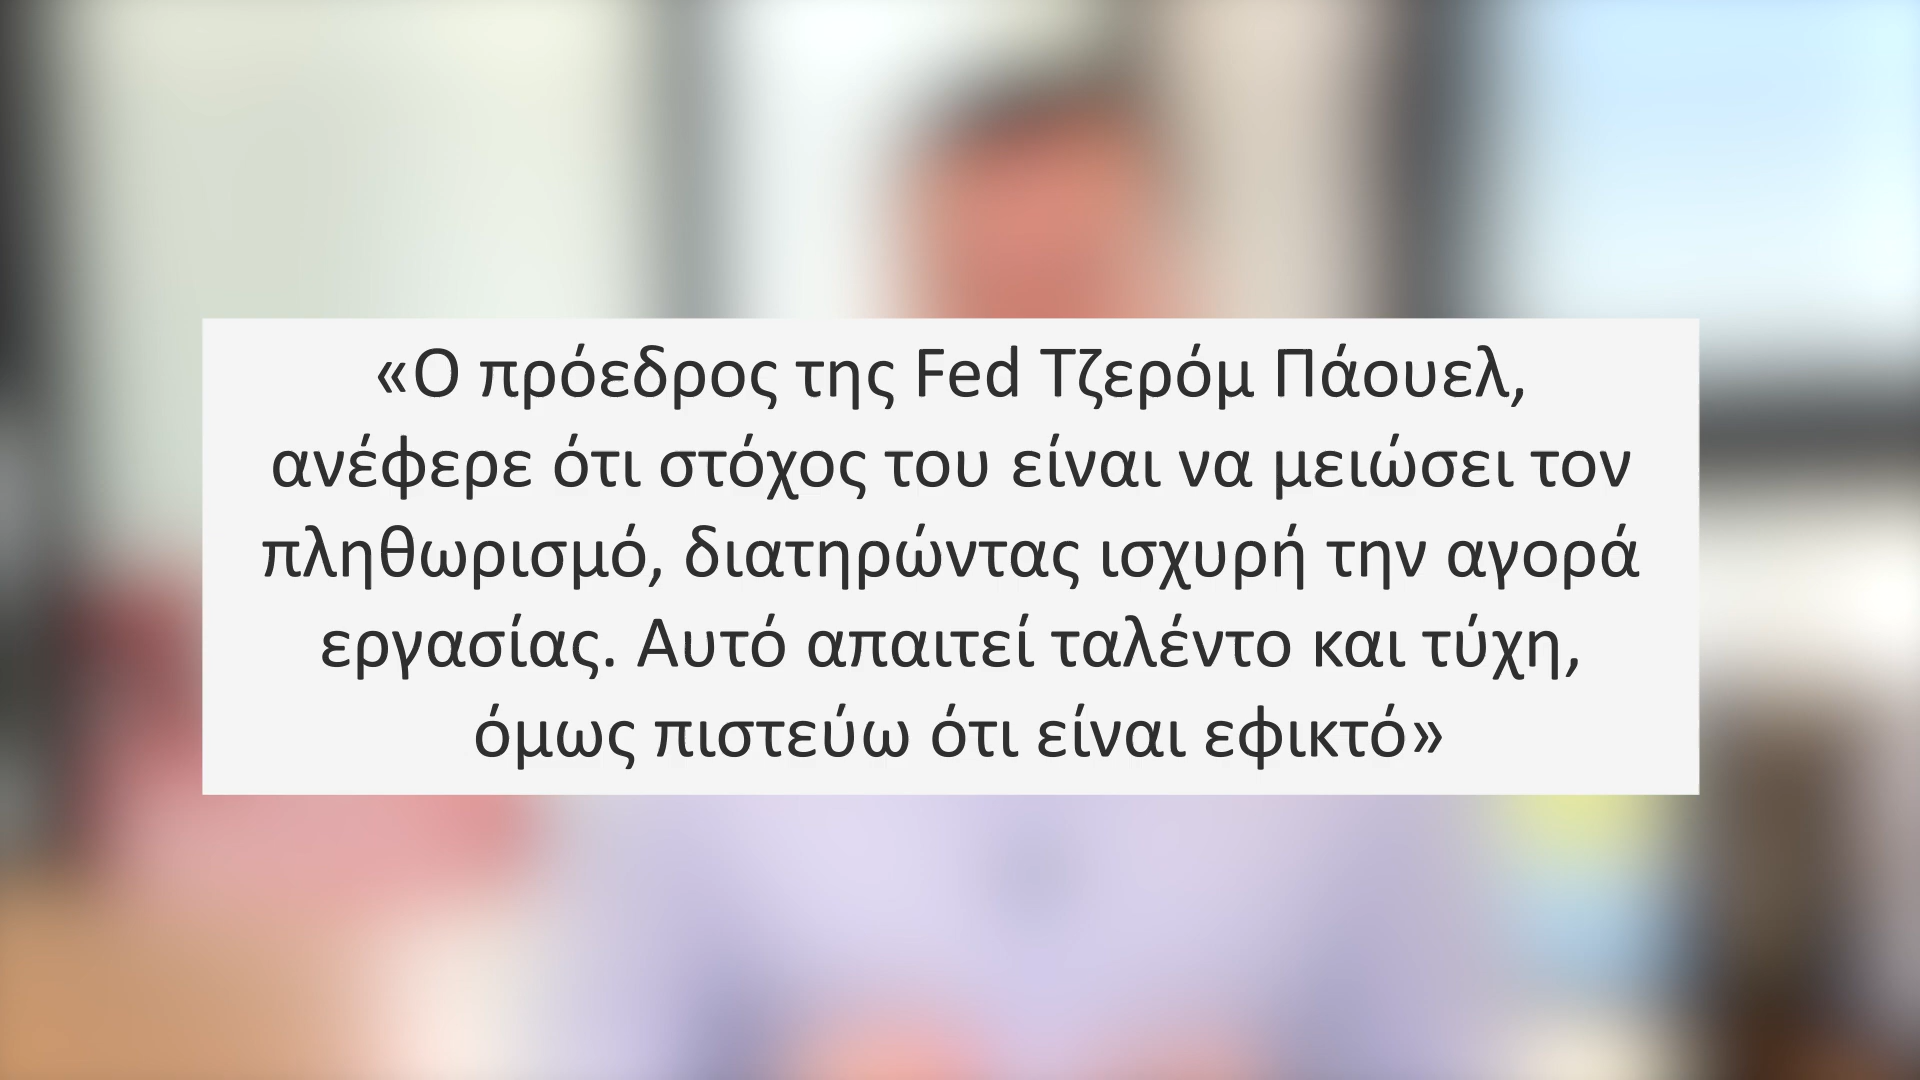 «Ο πρόεδρος της Fed Τζερόμ Πάουελ,
ανέφερε ότι στόχος του είναι να μειώσει τον
πληθωρισμό, διατηρώντας ισχυρή την αγορά
εργασίας. Αυτό απαιτεί ταλέντο και τύχη,
όμως πιστεύω ότι είναι εφικτό»